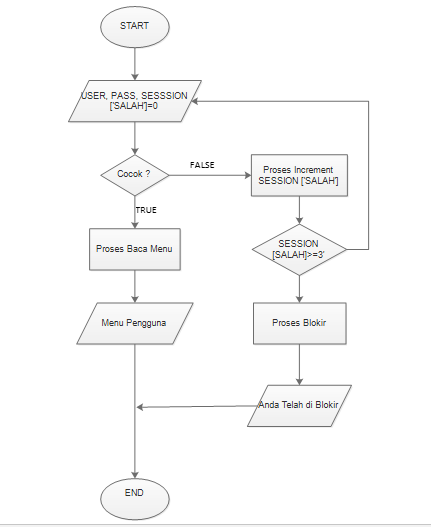 START
USER, PASS, SESSSION
['SALAH']=0
Cocok ?
FALSE
Proses Increment
SESSION ['SALAH']
TRUE
SESSION
[SALAH]>=3'
Proses Baca Menu
Menu Pengguna
Proses Blokir
Anda Telah di Blokir
END